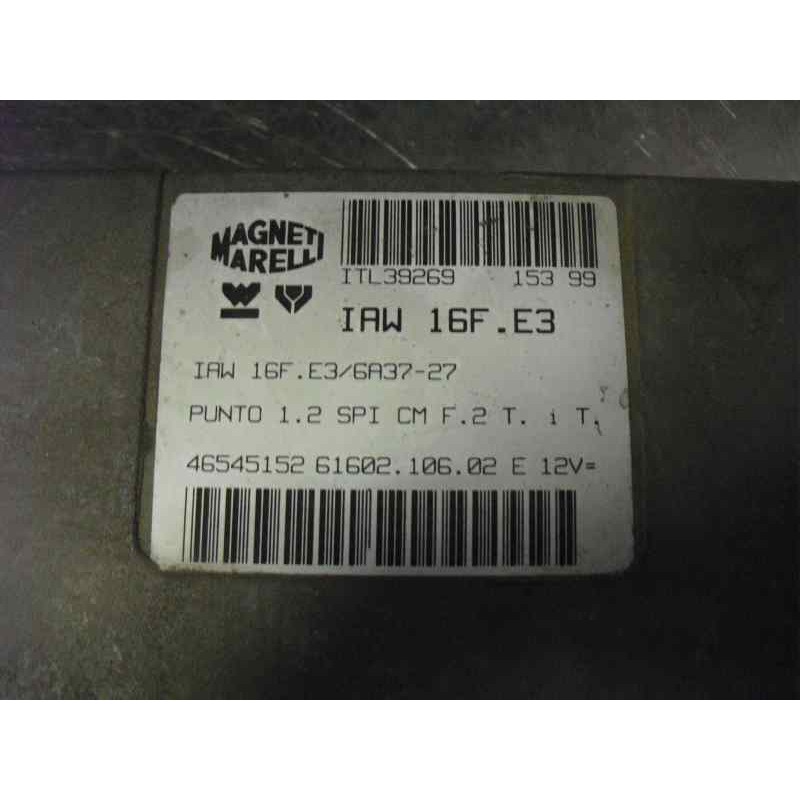 MAGNETI
MARELLI
ITL39269 153 99
IAW 16F.E3
IAW 16F.E3/6A37-27
PUNTO 1.2 SPI CM F.2 T. i T.
46545152 61602.106.02 E 12V=